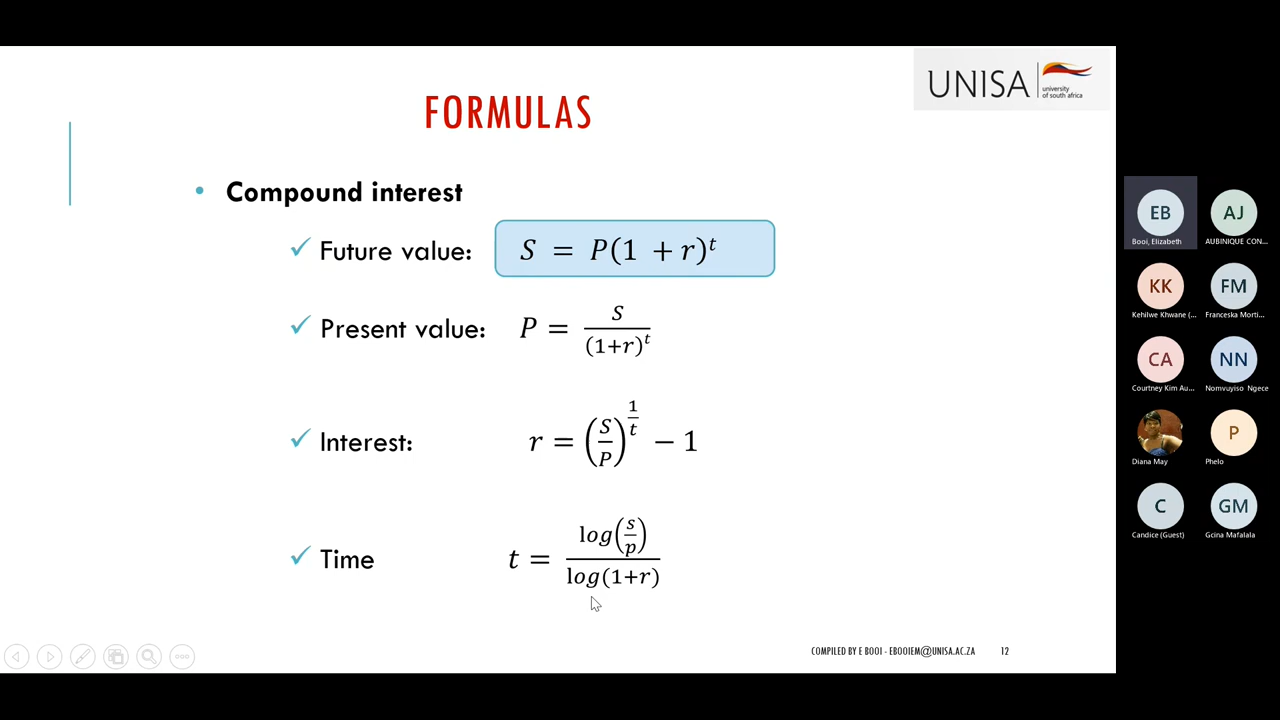 UNISA
university
of south africa
FORMULAS
• Compound interest
✓ Future value: S = P(1 + r)^t
✓ Present value: P = S/(1+r)^t
✓ Interest: r = (S/P)^(1/t) − 1
✓ Time t = log(s/p)/log(1+r)
COMPILED BY E BOOI - EBOOIEM@UNISA.AC.ZA 12
EB AJ
Booi, Elizabeth AUBINIQUE CON...
KK FM
Kehilwe Khwane (... Franceska Morti...
CA NN
Courtney Kim Au... Nomvuyiso Ngece
P
Diana May Phelo
C GM
Candice (Guest) Gcina Mafalala